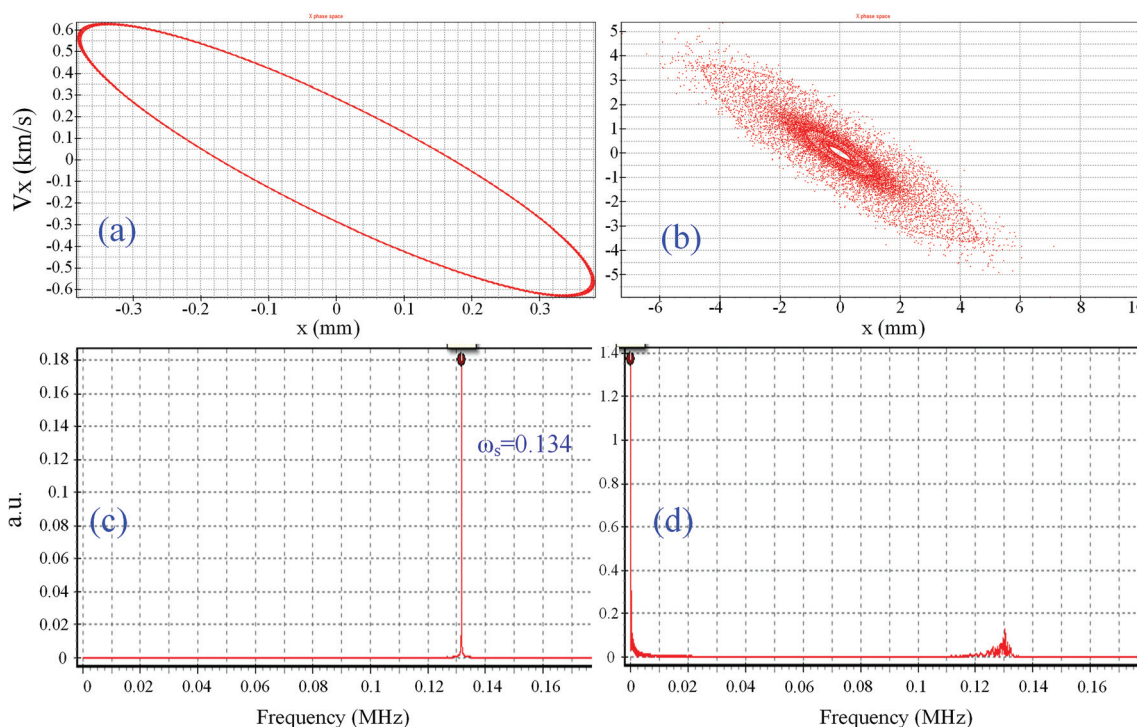 X phase space
Vx (km/s)
0.6
0.5
0.4
0.3
0.2
0.1
0
-0.1
-0.2
-0.3
-0.4
-0.5
-0.6
(a)
-0.3 -0.2 -0.1 0 0.1 0.2 0.3
x (mm)
X phase space
5
4
3
2
1
0
-1
-2
-3
-4
-5
(b)
-6 -4 -2 0 2 4 6 8 10
x (mm)
a.u.
0.18
0.16
0.14
0.12
0.1
0.08
0.06
0.04
0.02
0
ωs=0.134
(c)
0 0.02 0.04 0.06 0.08 0.10 0.12 0.14 0.16
Frequency (MHz)
1.4
1.2
1
0.8
0.6
0.4
0.2
0
(d)
0 0.02 0.04 0.06 0.08 0.10 0.12 0.14 0.16
Frequency (MHz)